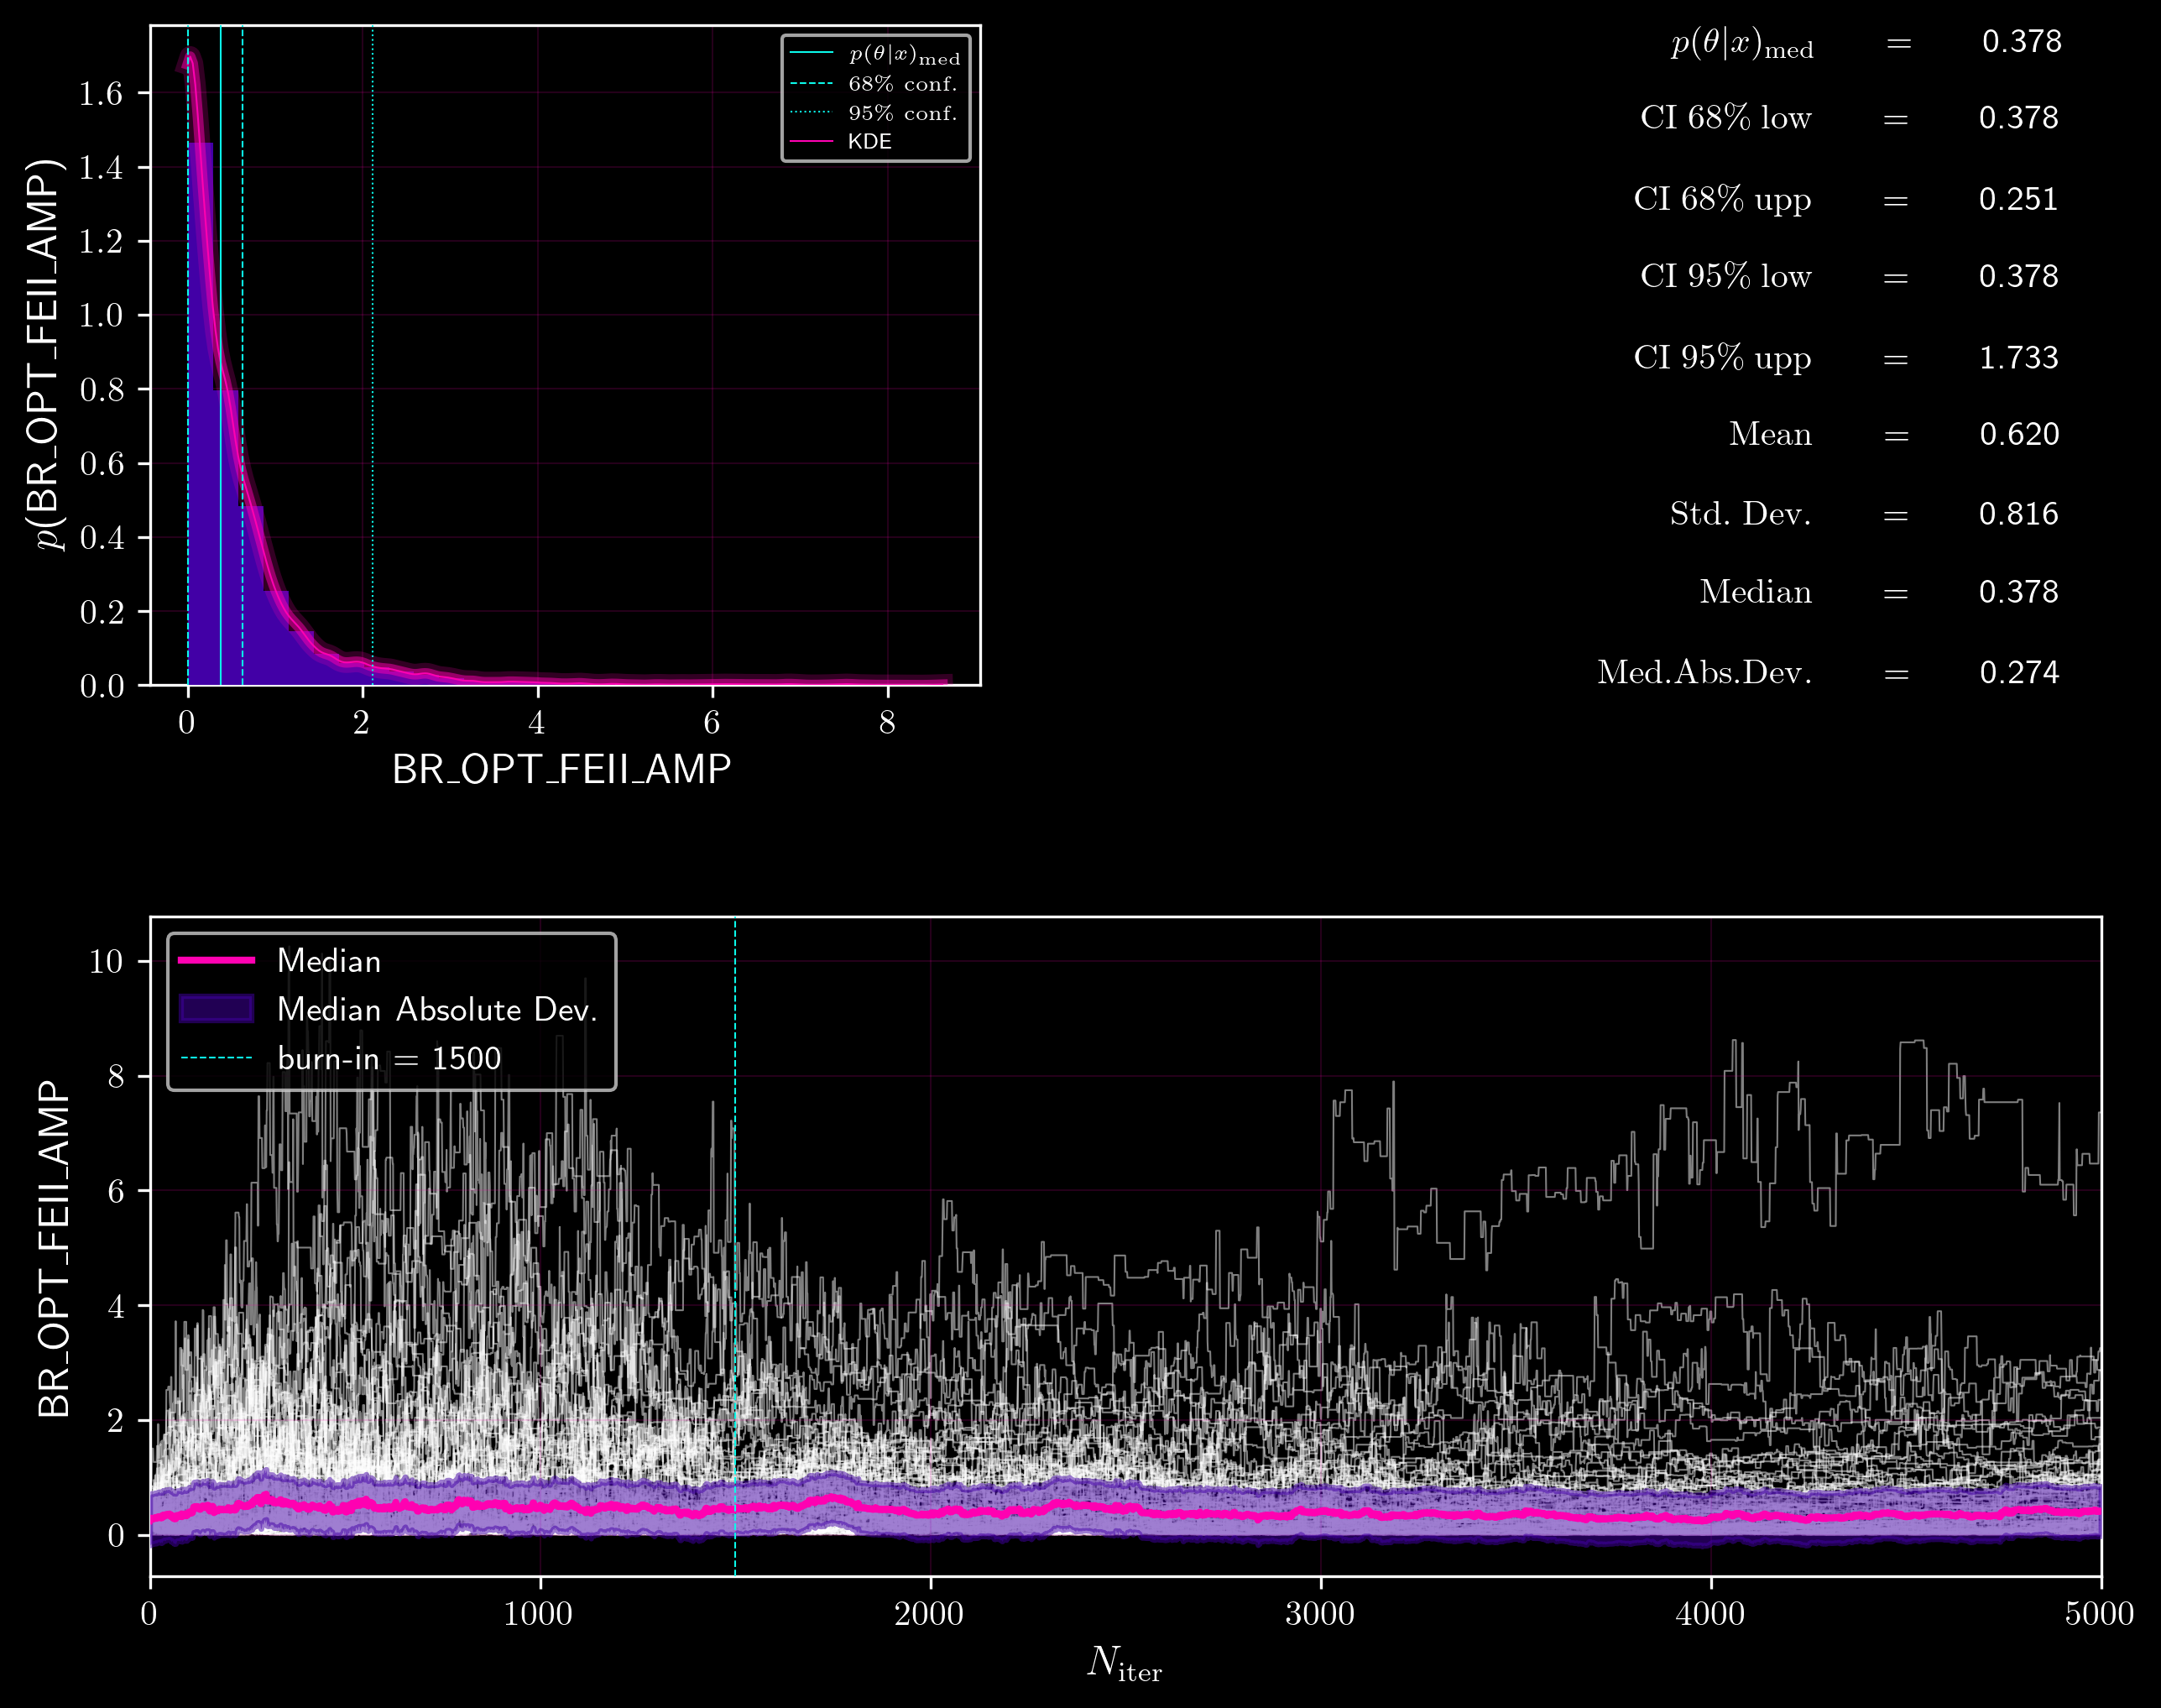 p(BR_OPT_FEII_AMP)
1.6
1.4
1.2
1.0
0.8
0.6
0.4
0.2
0.0
0 2 4 6 8
BR_OPT_FEII_AMP
p(θ|x)med
68% conf.
95% conf.
KDE
p(θ|x)med = 0.378
CI 68% low = 0.378
CI 68% upp = 0.251
CI 95% low = 0.378
CI 95% upp = 1.733
Mean = 0.620
Std. Dev. = 0.816
Median = 0.378
Med.Abs.Dev. = 0.274
BR_OPT_FEII_AMP
10
8
6
4
2
0
Median
Median Absolute Dev.
burn-in = 1500
0 1000 2000 3000 4000 5000
Niter